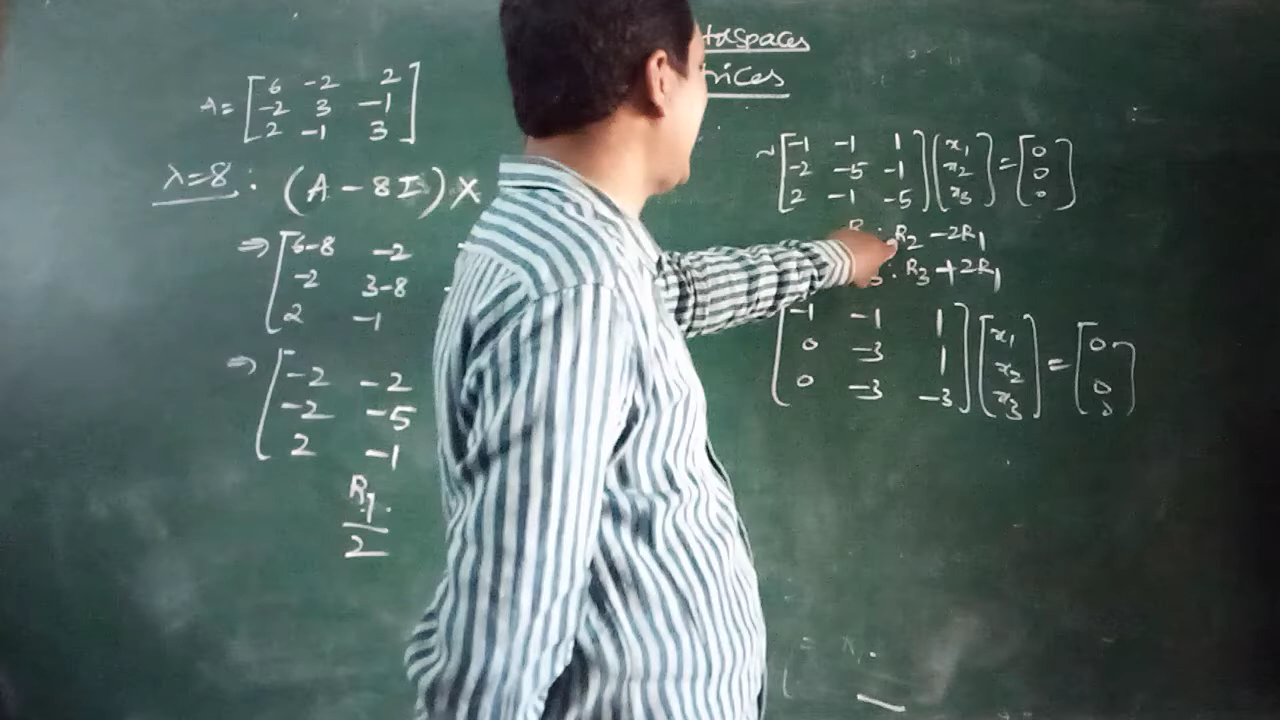 spaces
rices
A = [ 6 -2 2
-2 3 -1
2 -1 3 ]
λ=8 : (A - 8I) X
⇒ [ 6-8 -2
-2 3-8
2 -1
⇒ [ -2 -2
-2 -5
2 -1
R1
2
~ [ -1 -1 1 ] [ x1 ] = [ 0 ]
[ -2 -5 -1 ] [ x2 ] [ 0 ]
[ 2 -1 -5 ] [ x3 ] [ 0 ]
R : R2 - 2R1
3 : R3 + 2R1
[ -1 -1 1 ] [ x1 ] = [ 0 ]
[ 0 -3 1 ] [ x2 ] [ 0 ]
[ 0 -3 -3 ] [ x3 ] [ 0 ]